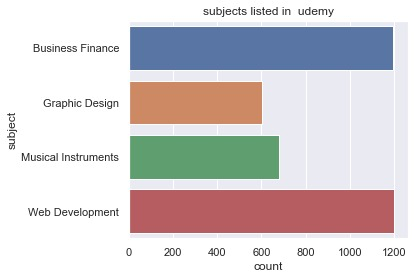 subjects listed in  udemy
Business Finance
Graphic Design
Musical Instruments
Web Development
subject
0 200 400 600 800 1000 1200
count